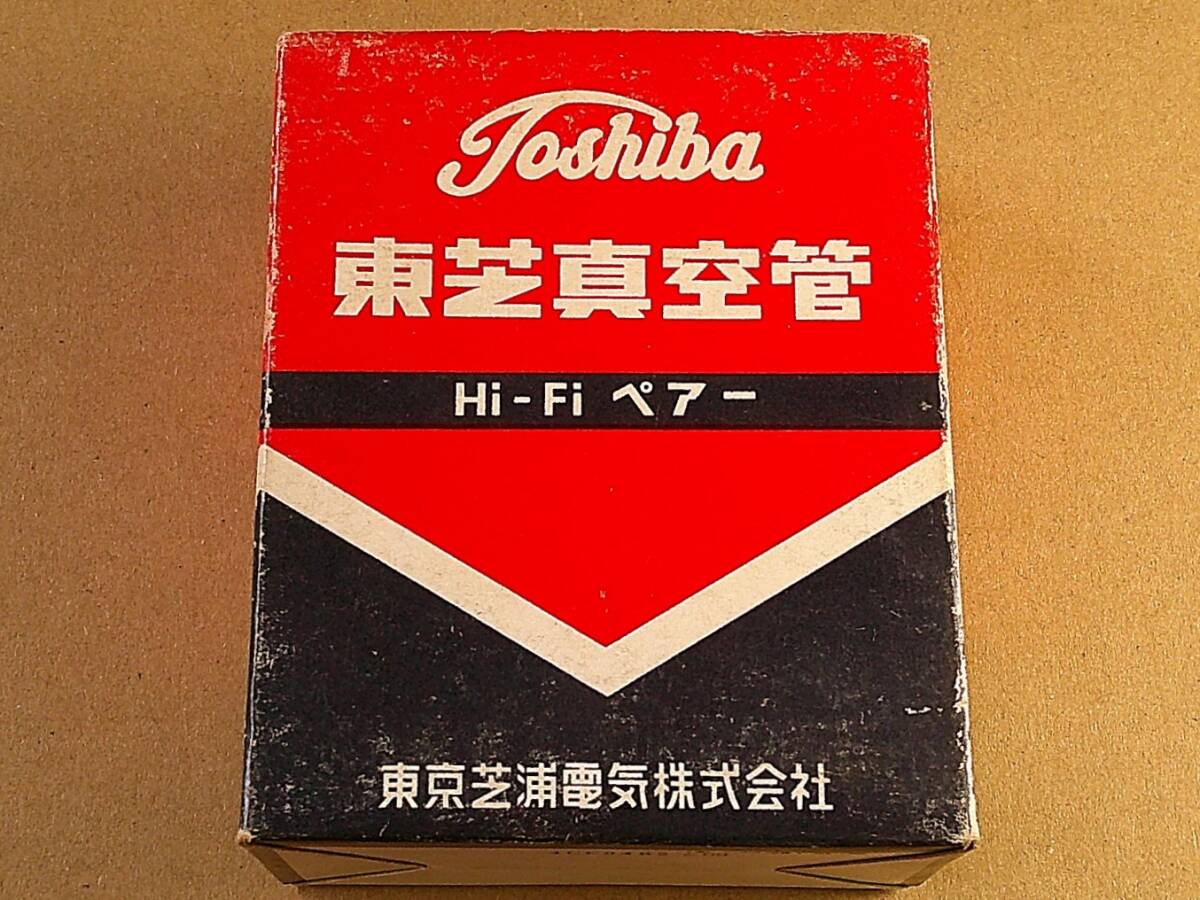 Toshiba
東芝真空管
Hi-Fi ペアー
東京芝浦電気株式会社